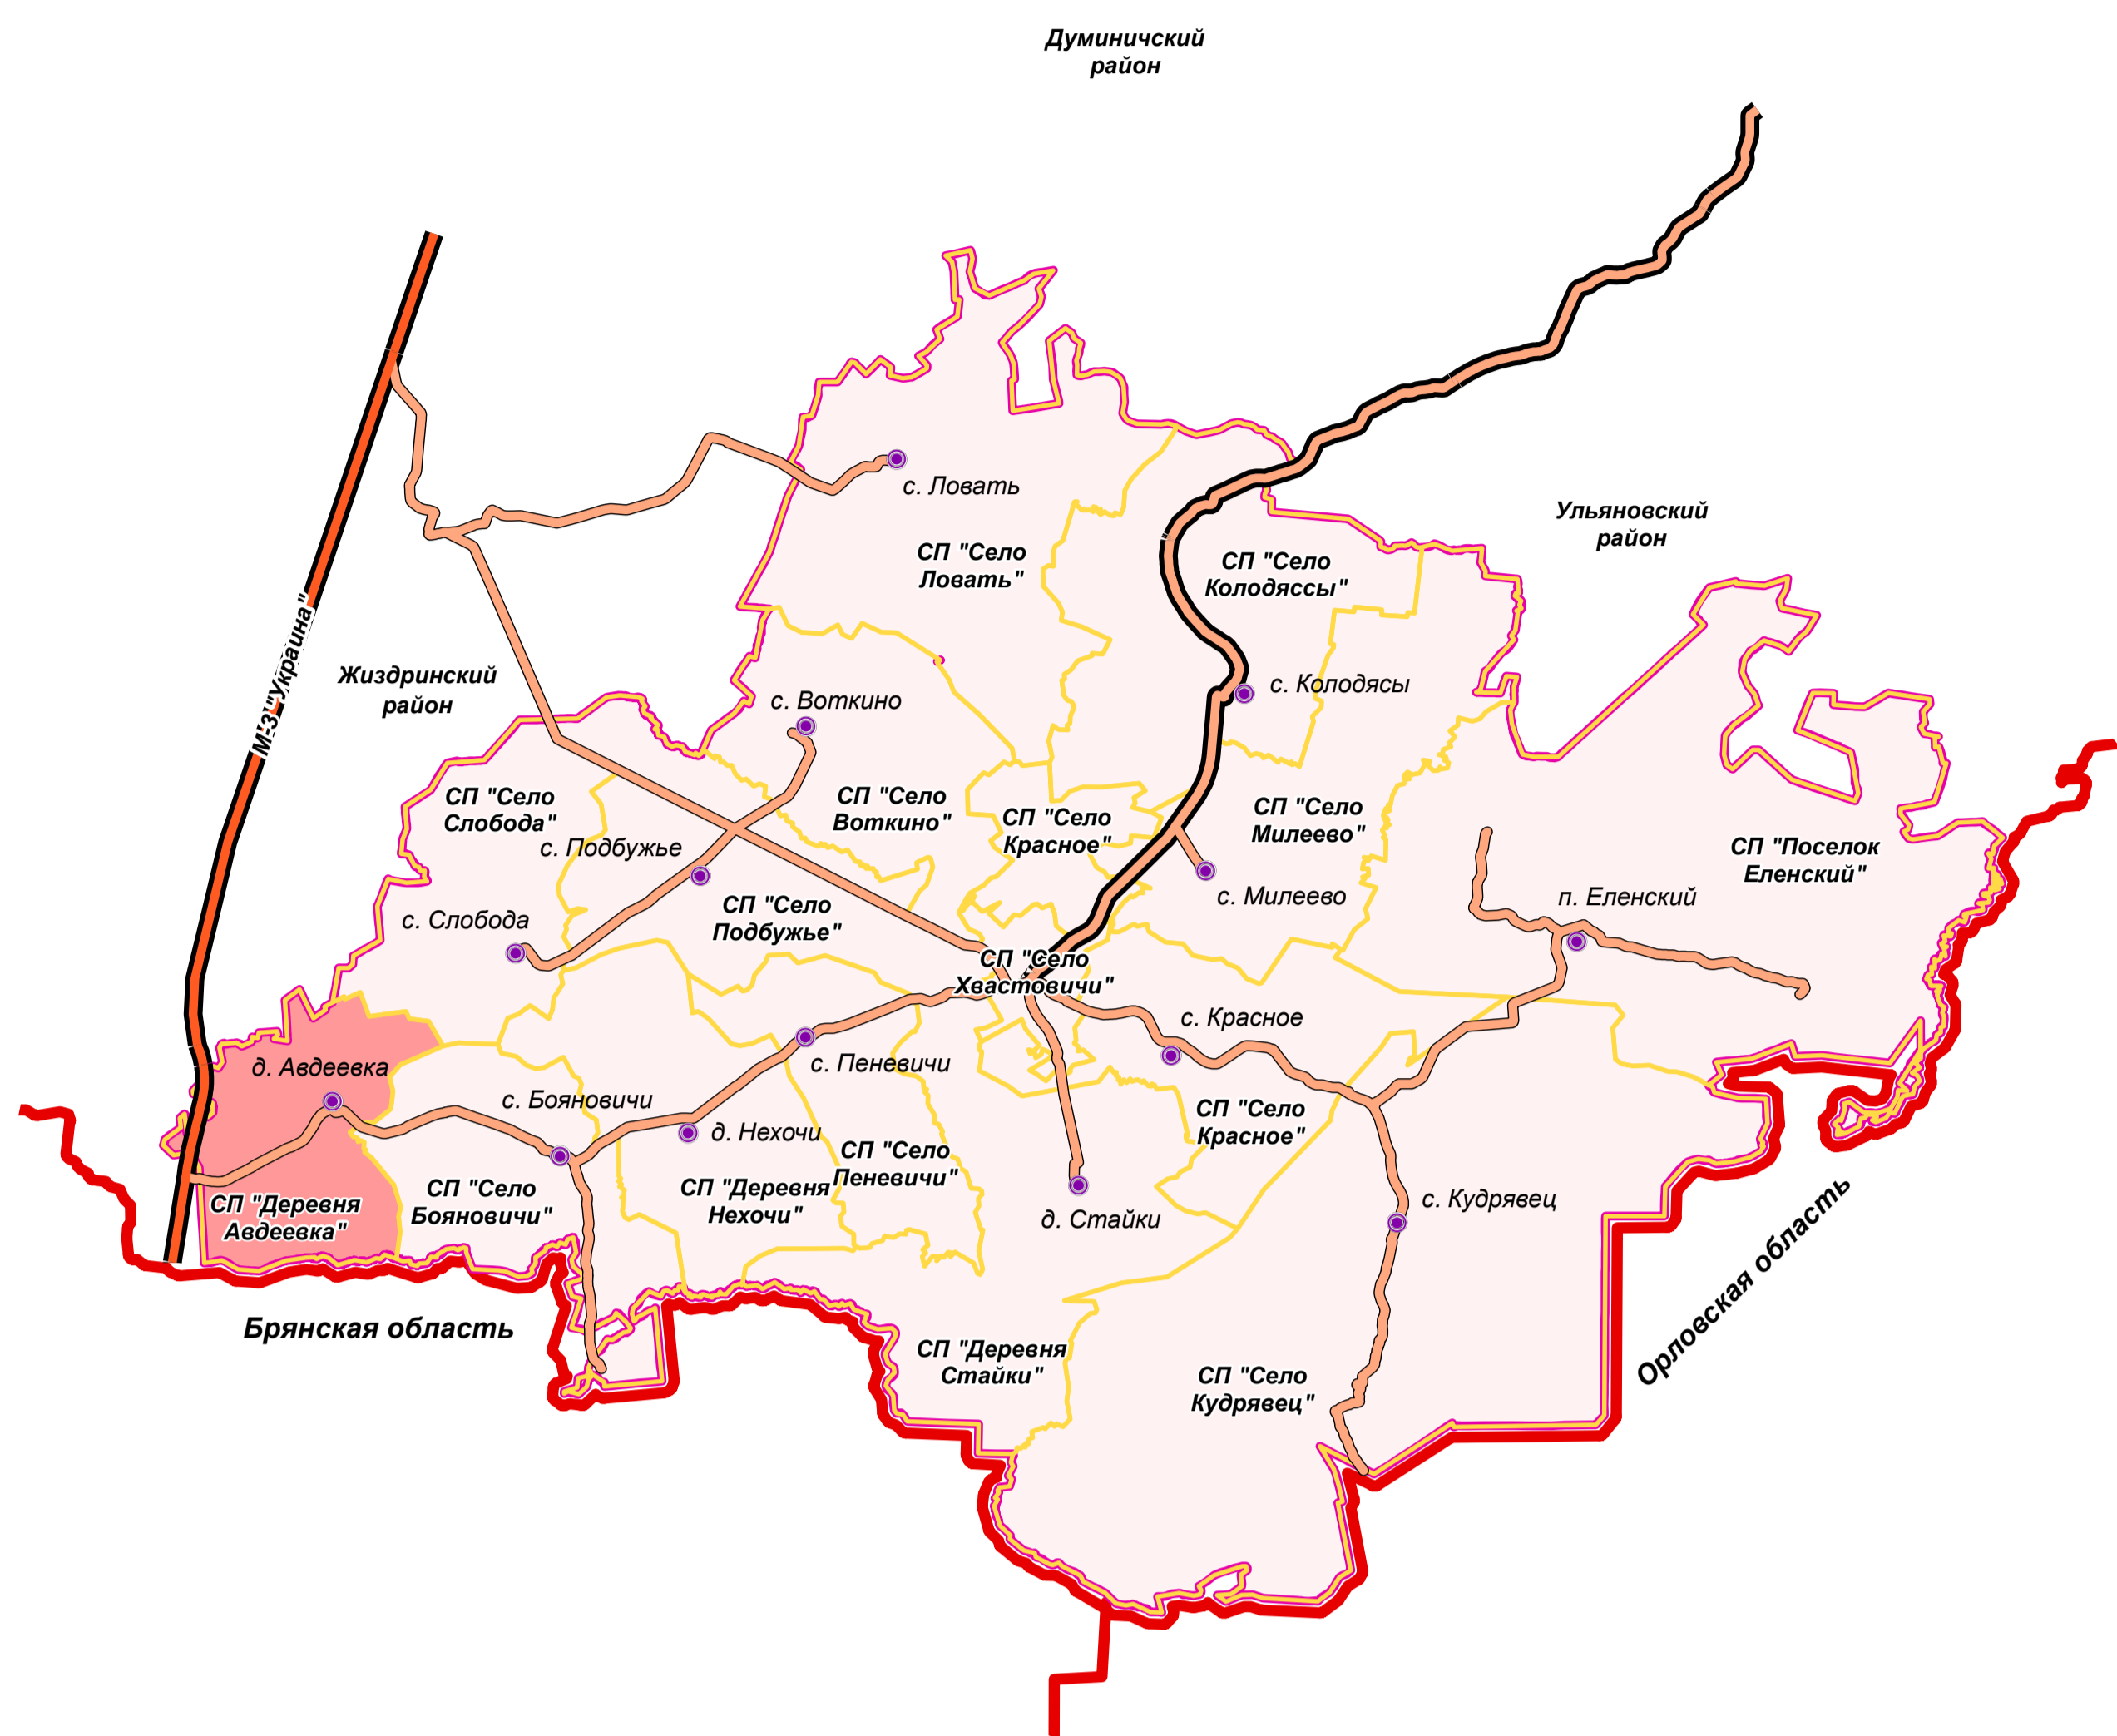 Думиничский
район
с. Ловать
Ульяновский
район
СП "Село
Ловать"
СП "Село
Колодяссы"
М-3 "Украина"
Жиздринский
район
с. Воткино
с. Колодясы
СП "Село
Слобода"
СП "Село
Воткино"
СП "Село
Красное"
СП "Село
Милеево"
с. Подбужье
СП "Поселок
Еленский"
с. Милеево
п. Еленский
с. Слобода
СП "Село
Подбужье"
СП "Село
Хвастовичи"
с. Красное
д. Авдеевка
с. Пеневичи
с. Бояновичи
СП "Село
Красное"
д. Нехочи
СП "Село
Пеневичи"
СП "Деревня
Авдеевка"
СП "Село
Бояновичи"
СП "Деревня
Нехочи"
д. Стайки
с. Кудрявец
Орловская область
Брянская область
СП "Деревня
Стайки"
СП "Село
Кудрявец"